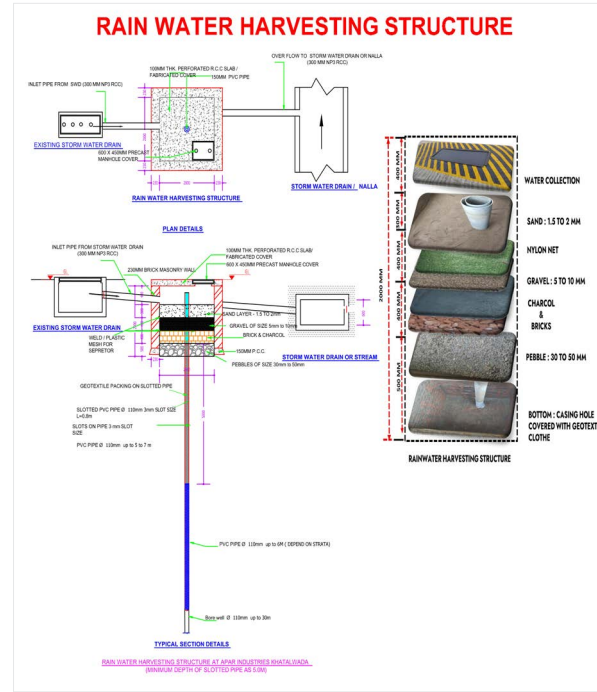 RAIN WATER HARVESTING STRUCTURE
100MM THK. PERFORATED R.C.C SLAB /
FABRICATED COVER
150MM PVC PIPE
OVER FLOW TO STORM WATER DRAIN OR NALLA
(300 MM NP3 RCC)
INLET PIPE FROM SWD (300 MM NP3 RCC)
EXISTING STORM WATER DRAIN
600 X 450MM PRECAST
MANHOLE COVER
STORM WATER DRAIN / NALLA
RAIN WATER HARVESTING STRUCTURE
PLAN DETAILS
INLET PIPE FROM STORM WATER DRAIN
(300 MM NP3 RCC)
230MM BRICK MASONRY WALL
100MM THK. PERFORATED R.C.C SLAB/
FABRICATED COVER
600 X 450MM PRECAST MANHOLE COVER
SAND LAYER - 1.5 TO 2mm
EXISTING STORM WATER DRAIN
GRAVEL OF SIZE 5mm to 10mm
WELD / PLASTIC
MESH FOR
SEPRETOR
BRICK & CHARCOL
150MM P.C.C.
STORM WATER DRAIN OR STREAM
PEBBLES OF SIZE 30mm to 50mm
GEOTEXTILE PACKING ON SLOTTED PIPE
SLOTTED PVC PIPE Ø 110mm 3mm SLOT SIZE
L=0.8m
SLOTS ON PIPE 3-mm SLOT
SIZE
PVC PIPE Ø 110mm up to 5 to 7 m
PVC PIPE Ø 110mm up to 6M ( DEPEND ON STRATA)
Bore well Ø 110mm up to 30m
TYPICAL SECTION DETAILS
RAIN WATER HARVESTING STRUCTURE AT APAR INDUSTRIES KHATALWADA
(MINIMUM DEPTH OF SLOTTED PIPE AS 5.0M)
2000 MM
400 MM
300 MM
400 MM
400 MM
500 MM
WATER COLLECTION
SAND : 1.5 TO 2 MM
NYLON NET
GRAVEL : 5 TO 10 MM
CHARCOL
&
BRICKS
PEBBLE : 30 TO 50 MM
BOTTOM : CASING HOLE
COVERED WITH GEOTEXT
CLOTHE
RAINWATER HARVESTING STRUCTURE